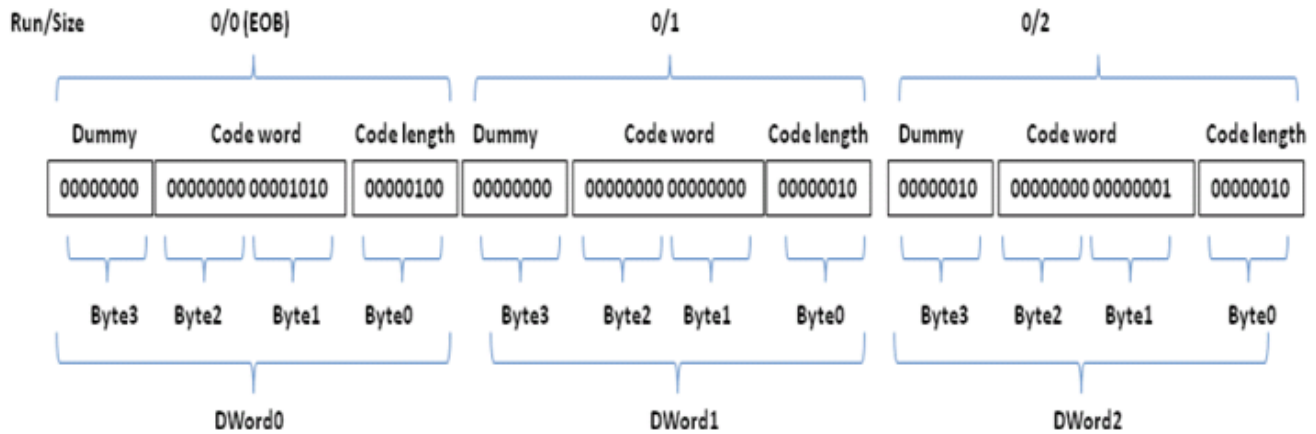 Run/Size 0/0 (EOB) 0/1 0/2
Dummy Code word Code length Dummy Code word Code length Dummy Code word Code length
00000000 00000000 00001010 00000100 00000000 00000000 00000000 00000010 00000010 00000000 00000001 00000010
Byte3 Byte2 Byte1 Byte0 Byte3 Byte2 Byte1 Byte0 Byte3 Byte2 Byte1 Byte0
DWord0 DWord1 DWord2